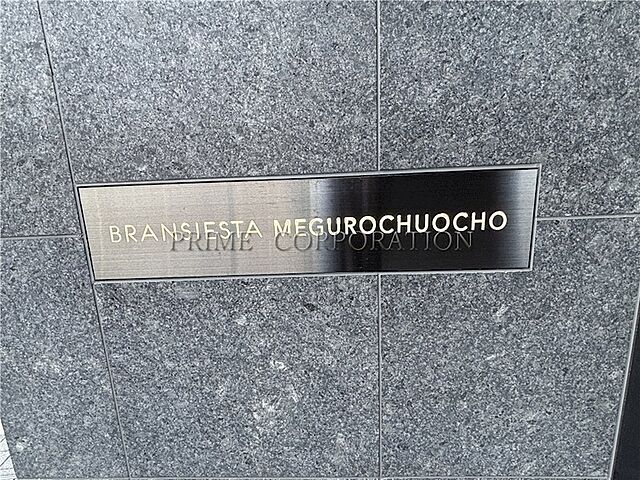 BRANSIESTA MEGUROCHUOCHO
PRIME CORPORATION